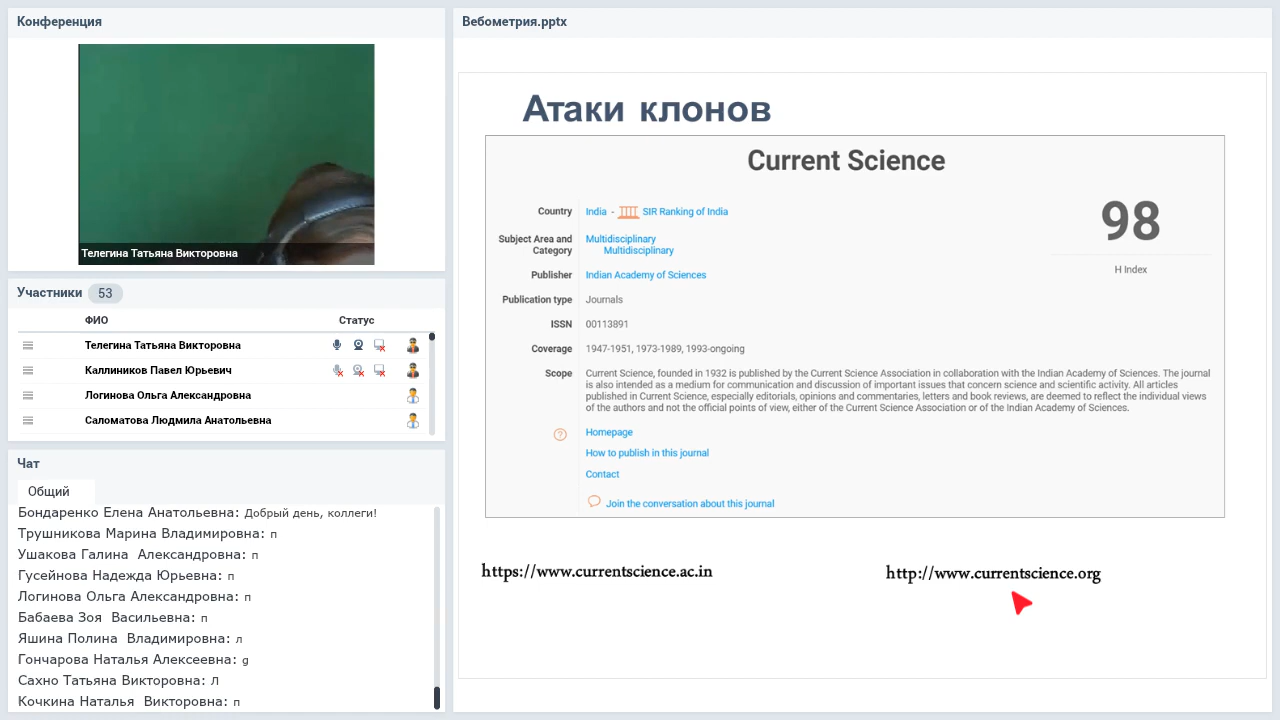 Конференция
Телегина Татьяна Викторовна
Участники 53
ФИО Статус
Телегина Татьяна Викторовна
Каллиников Павел Юрьевич
Логинова Ольга Александровна
Саломатова Людмила Анатольевна
Чат
Общий
Бондаренко Елена Анатольевна: Добрый день, коллеги!
Трушникова Марина Владимировна: п
Ушакова Галина  Александровна: п
Гусейнова Надежда Юрьевна: п
Логинова Ольга Александровна: п
Бабаева Зоя  Васильевна: п
Яшина Полина  Владимировна: л
Гончарова Наталья Алексеевна: g
Сахно Татьяна Викторовна: Л
Кочкина Наталья  Викторовна: п
Вебометрия.pptx
Атаки клонов
Current Science
Country India - SIR Ranking of India
Subject Area and Category Multidisciplinary
Multidisciplinary
Publisher Indian Academy of Sciences
Publication type Journals
ISSN 00113891
Coverage 1947-1951, 1973-1989, 1993-ongoing
Scope Current Science, founded in 1932 is published by the Current Science Association in collaboration with the Indian Academy of Sciences. The journal
is also intended as a medium for communication and discussion of important issues that concern science and scientific activity. All articles
published in Current Science, especially editorials, opinions and commentaries, letters and book reviews, are deemed to reflect the individual views
of the authors and not the official points of view, either of the Current Science Association or of the Indian Academy of Sciences.
? Homepage
How to publish in this journal
Contact
Join the conversation about this journal
98
H Index
https://www.currentscience.ac.in
http://www.currentscience.org